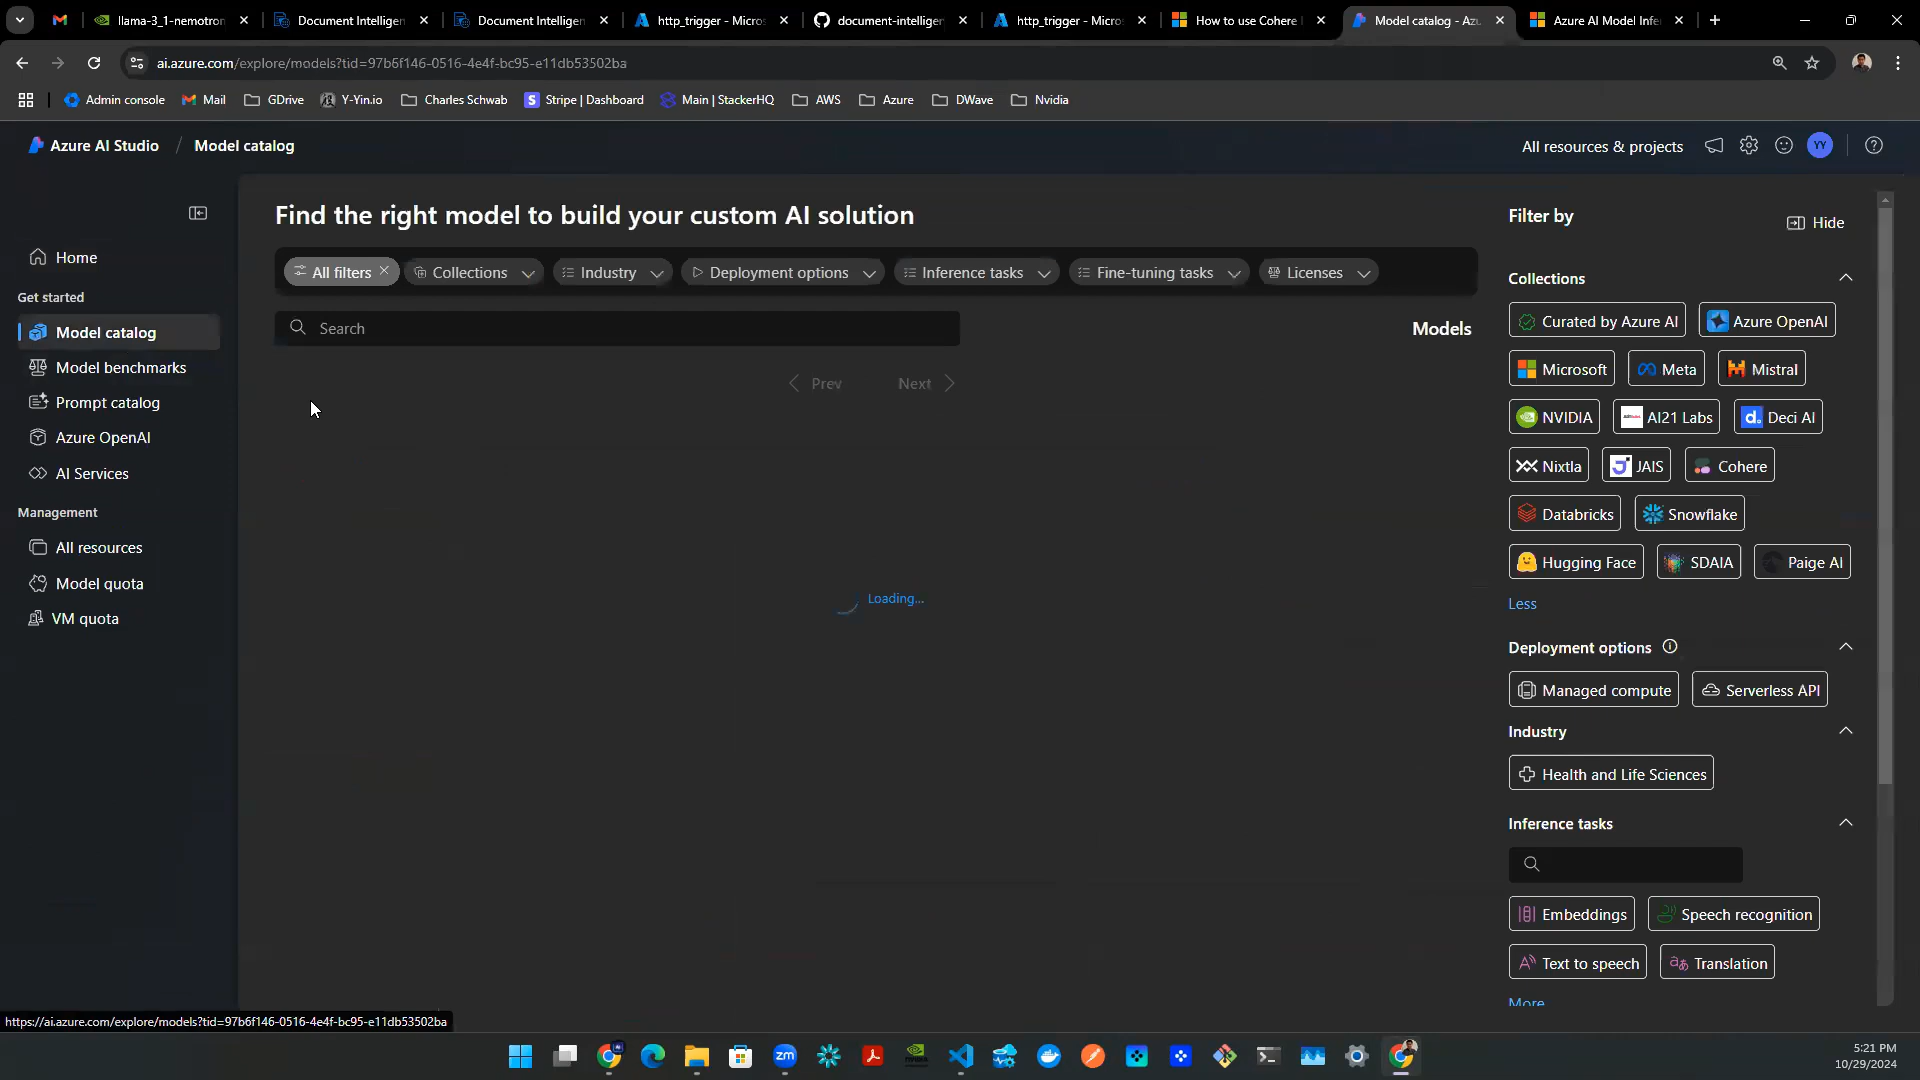 llama-3_1-nemotron
Document Intelligen
Document Intelligen
http_trigger - Micros
document-intelligen
http_trigger - Micros
How to use Cohere
Model catalog - Azu
Azure AI Model Infe
ai.azure.com/explore/models?tid=97b6f146-0516-4e4f-bc95-e11db53502ba
Admin console
Mail
GDrive
Y-Yin.io
Charles Schwab
Stripe | Dashboard
Main | StackerHQ
AWS
Azure
DWave
Nvidia
Azure AI Studio / Model catalog
All resources & projects
YY
Home
Get started
Model catalog
Model benchmarks
Prompt catalog
Azure OpenAI
AI Services
Management
All resources
Model quota
VM quota
Find the right model to build your custom AI solution
All filters
Collections
Industry
Deployment options
Inference tasks
Fine-tuning tasks
Licenses
Search
Models
Prev
Next
Loading...
Filter by
Hide
Collections
Curated by Azure AI
Azure OpenAI
Microsoft
Meta
Mistral
NVIDIA
AI21 Labs
Deci AI
Nixtla
JAIS
Cohere
Databricks
Snowflake
Hugging Face
SDAIA
Paige AI
Less
Deployment options
Managed compute
Serverless API
Industry
Health and Life Sciences
Inference tasks
Embeddings
Speech recognition
Text to speech
Translation
More
https://ai.azure.com/explore/models?tid=97b6f146-0516-4e4f-bc95-e11db53502ba
zm
5:21 PM
10/29/2024